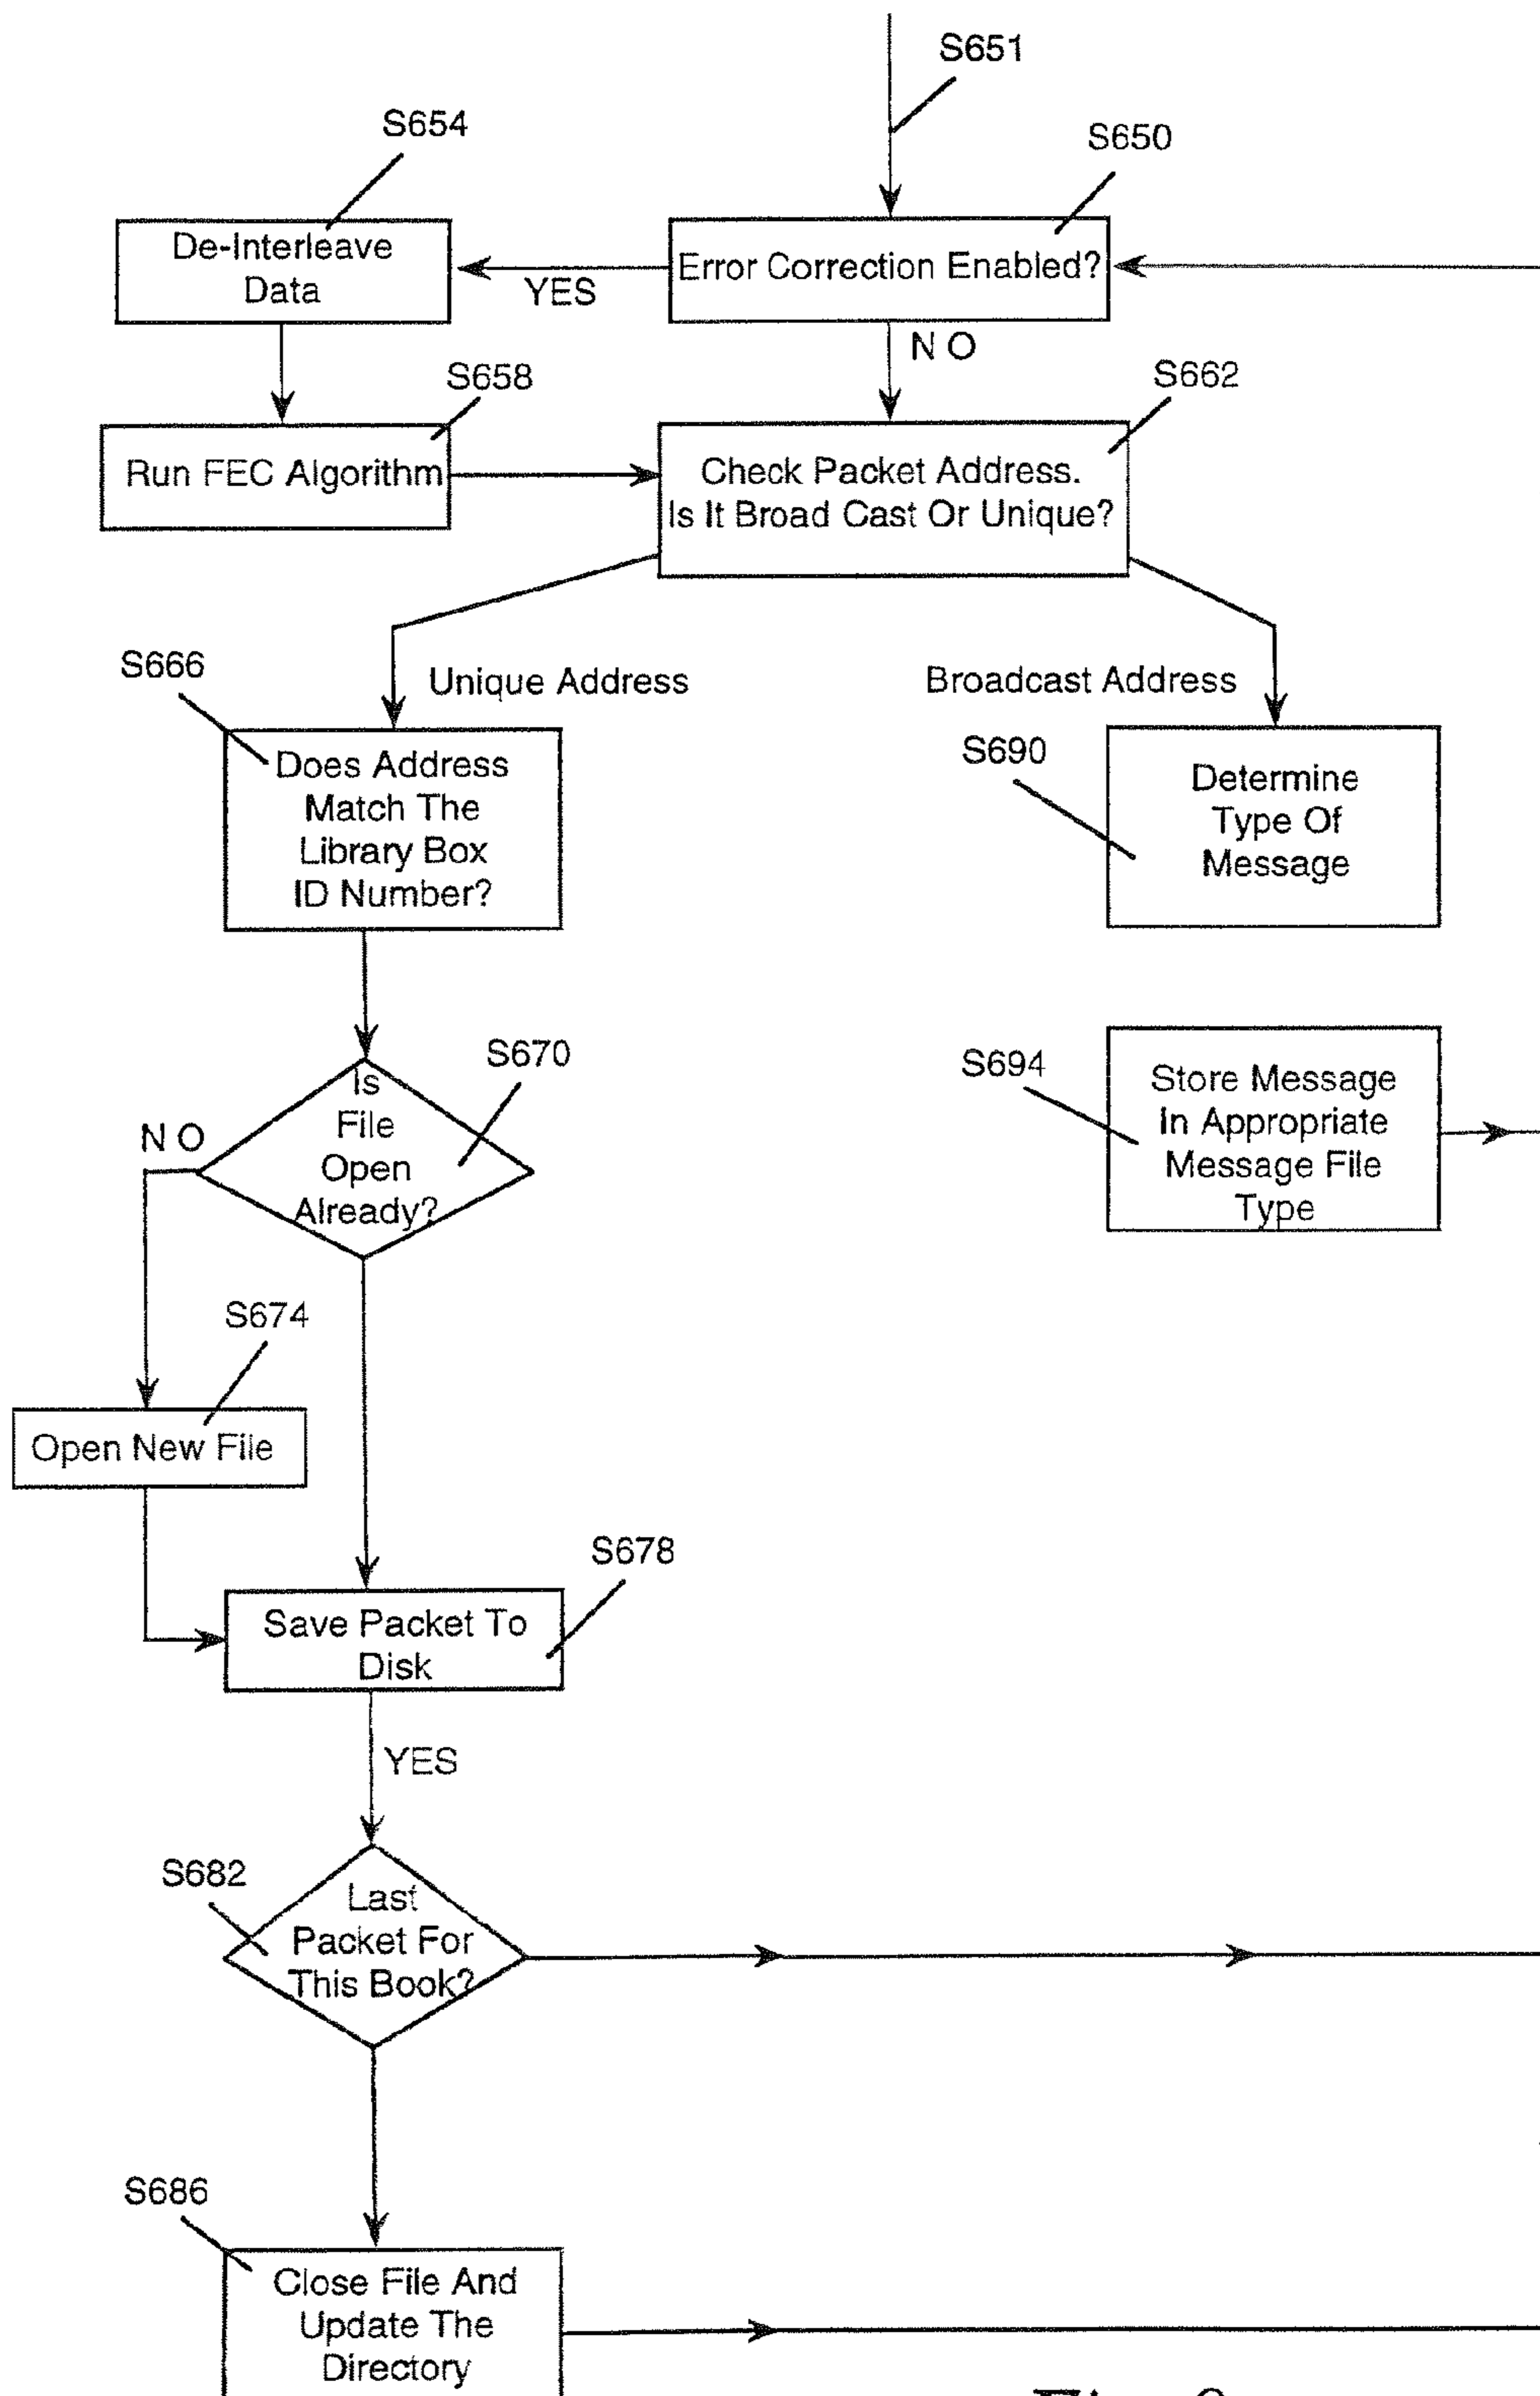 S651
S654
S650
De-Interleave
Data
YES
Error Correction Enabled?
N O
S658
S662
Run FEC Algorithm
Check Packet Address.
Is It Broad Cast Or Unique?
S666
Unique Address
Broadcast Address
Does Address
Match The
Library Box
ID Number?
S690
Determine
Type Of
Message
S670
N O
Is
File
Open
Already?
S694
Store Message
In Appropriate
Message File
Type
S674
Open New File
S678
Save Packet To
Disk
YES
S682
Last
Packet For
This Book?
S686
Close File And
Update The
Directory